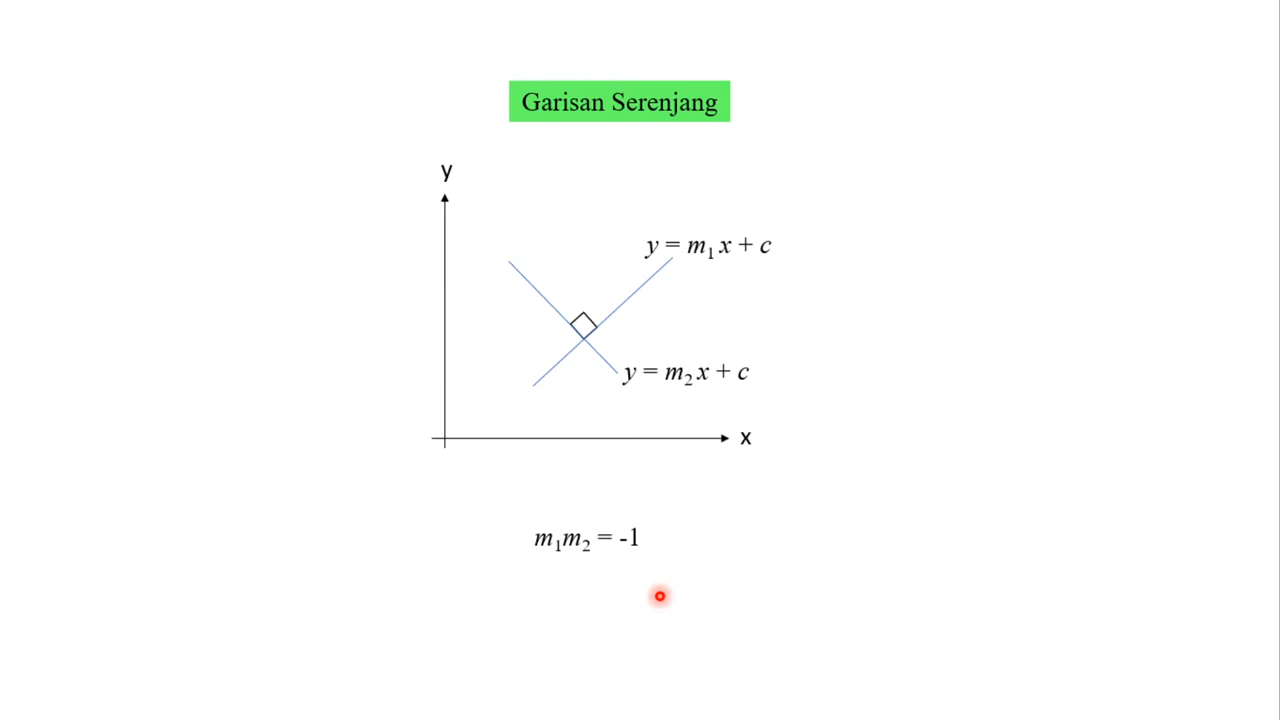 Garisan Serenjang
y
y = m₁x + c
y = m₂x + c
x
m₁m₂ = -1